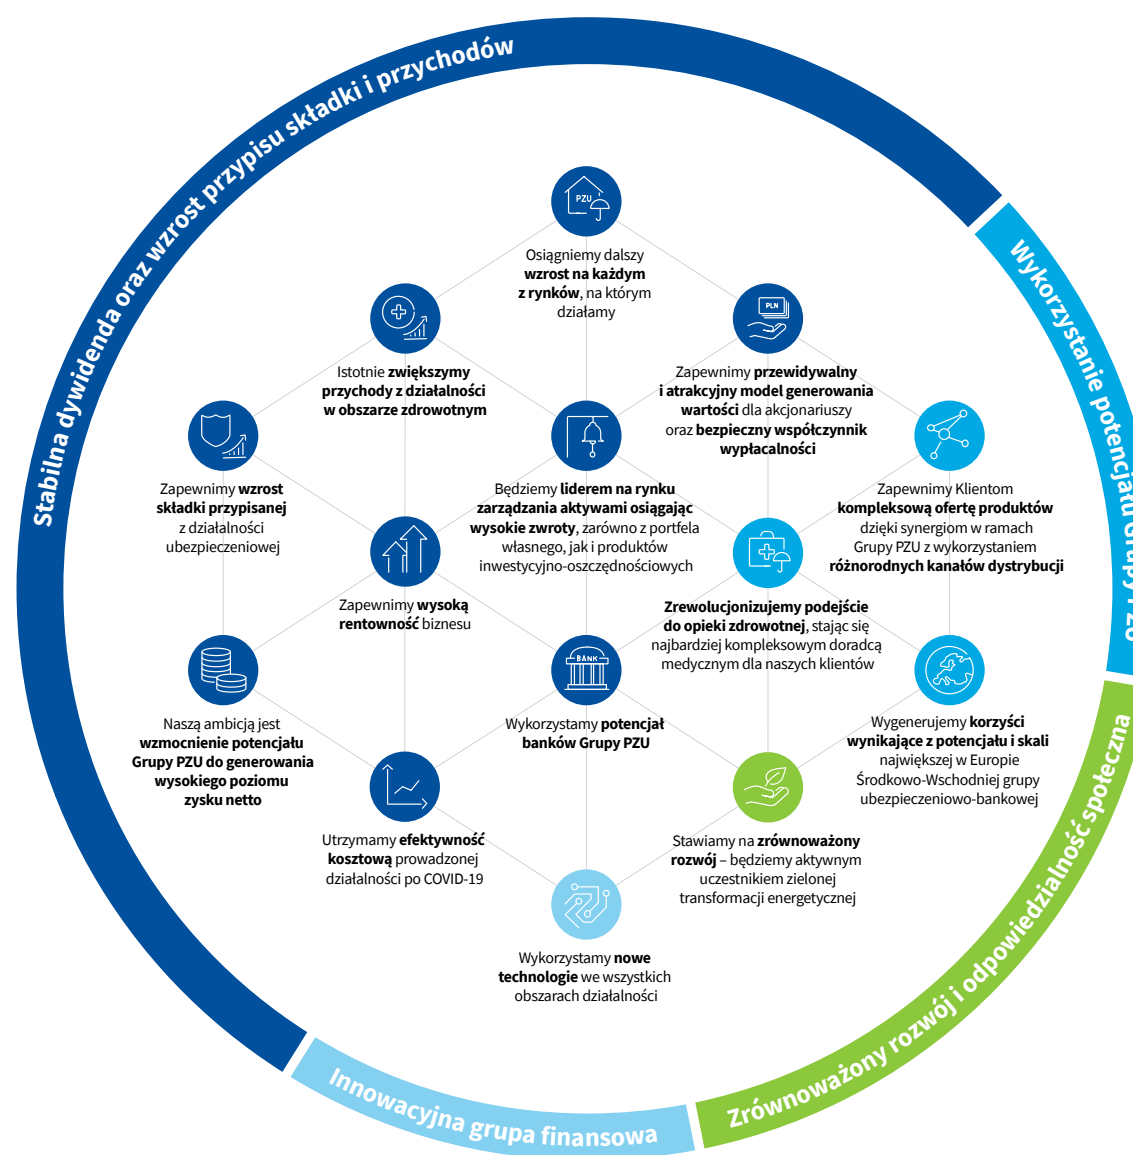 Stabilna dywidenda oraz wzrost przypisu składki i przychodów
Wykorzystanie potencjału Grupy PZU
Zrównoważony rozwój i odpowiedzialność społeczna
Innowacyjna grupa finansowa
PZU
Osiągniemy dalszy
wzrost na każdym
z rynków, na którym
działamy
Istotnie zwiększymy
przychody z działalności
w obszarze zdrowotnym
PLN
Zapewnimy przewidywalny
i atrakcyjny model generowania
wartości dla akcjonariuszy
oraz bezpieczny współczynnik
wypłacalności
Zapewnimy wzrost
składki przypisanej
z działalności
ubezpieczeniowej
Będziemy liderem na rynku
zarządzania aktywami osiągając
wysokie zwroty, zarówno z portfela
własnego, jak i produktów
inwestycyjno-oszczędnościowych
Zapewnimy Klientom
kompleksową ofertę produktów
dzięki synergiom w ramach
Grupy PZU z wykorzystaniem
różnorodnych kanałów dystrybucji
Zapewnimy wysoką
rentowność biznesu
Zrewolucjonizujemy podejście
do opieki zdrowotnej, stając się
najbardziej kompleksowym doradcą
medycznym dla naszych klientów
Naszą ambicją jest
wzmocnienie potencjału
Grupy PZU do generowania
wysokiego poziomu
zysku netto
BANK
Wykorzystamy potencjał
banków Grupy PZU
Wygenerujemy korzyści
wynikające z potencjału i skali
największej w Europie
Środkowo-Wschodniej grupy
ubezpieczeniowo-bankowej
Utrzymamy efektywność
kosztową prowadzonej
działalności po COVID-19
Stawiamy na zrównoważony
rozwój – będziemy aktywnym
uczestnikiem zielonej
transformacji energetycznej
Wykorzystamy nowe
technologie we wszystkich
obszarach działalności